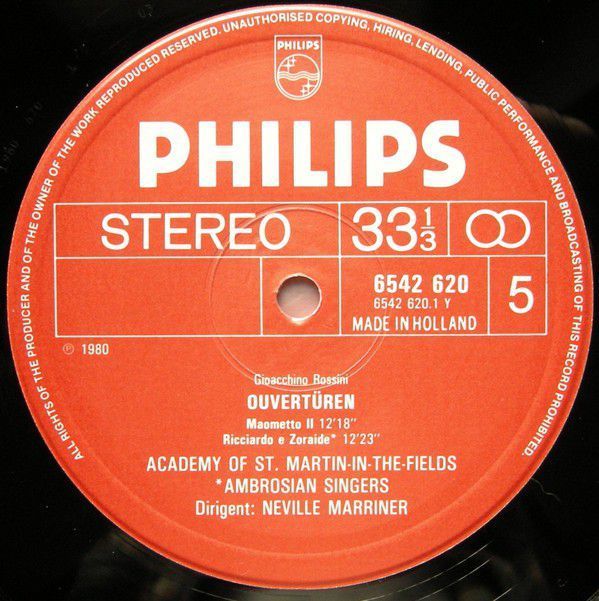 ALL RIGHTS OF THE PRODUCER AND OF THE OWNER OF THE WORK REPRODUCED RESERVED. UNAUTHORISED COPYING, HIRING, LENDING, PUBLIC PERFORMANCE AND BROADCASTING OF THIS RECORD PROHIBITED.
PHILIPS
PHILIPS
STEREO 33 1/3
6542 620
6542 620.1 Y
MADE IN HOLLAND
5
℗ 1980
Gioacchino Rossini
OUVERTÜREN
Maometto II 12'18"
Ricciardo e Zoraide* 12'23"
ACADEMY OF ST. MARTIN-IN-THE-FIELDS
*AMBROSIAN SINGERS
Dirigent: NEVILLE MARRINER